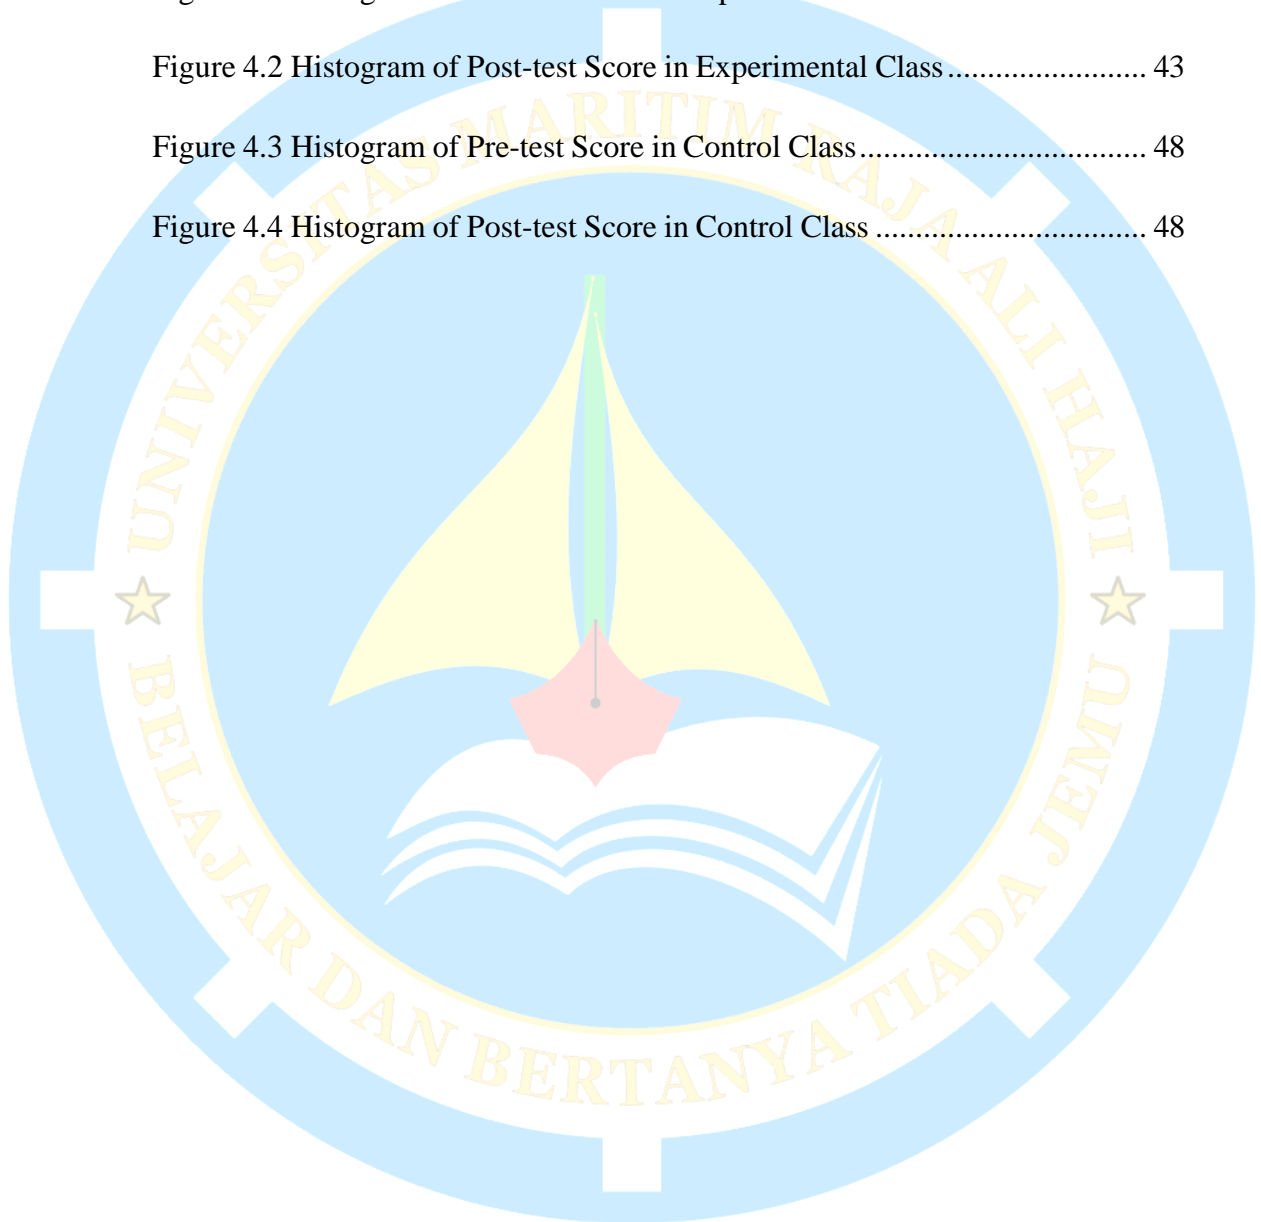 Figure 4.2 Histogram of Post-test Score in Experimental Class ....................... 43
Figure 4.3 Histogram of Pre-test Score in Control Class ................................. 48
Figure 4.4 Histogram of Post-test Score in Control Class ................................ 48
UNIVERSITAS MARITIM RAJA ALI HAJI
BELAJAR DAN BERTANYA TIADA JEMU